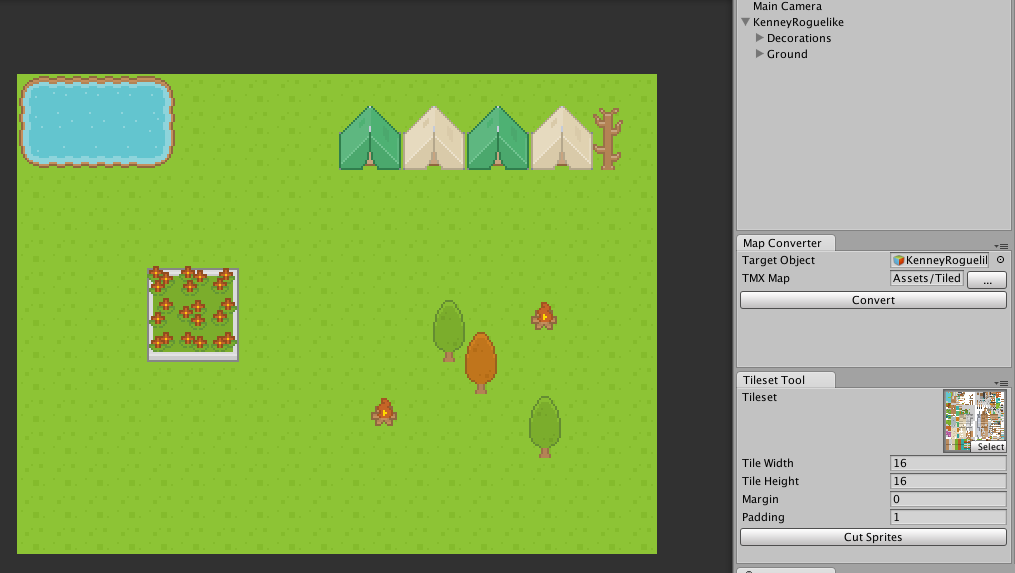 Main Camera
KenneyRoguelike
Decorations
Ground
Map Converter
Target Object KenneyRoguelil
TMX Map Assets/Tiled ...
Convert
Tileset Tool
Tileset
Select
Tile Width 16
Tile Height 16
Margin 0
Padding 1
Cut Sprites